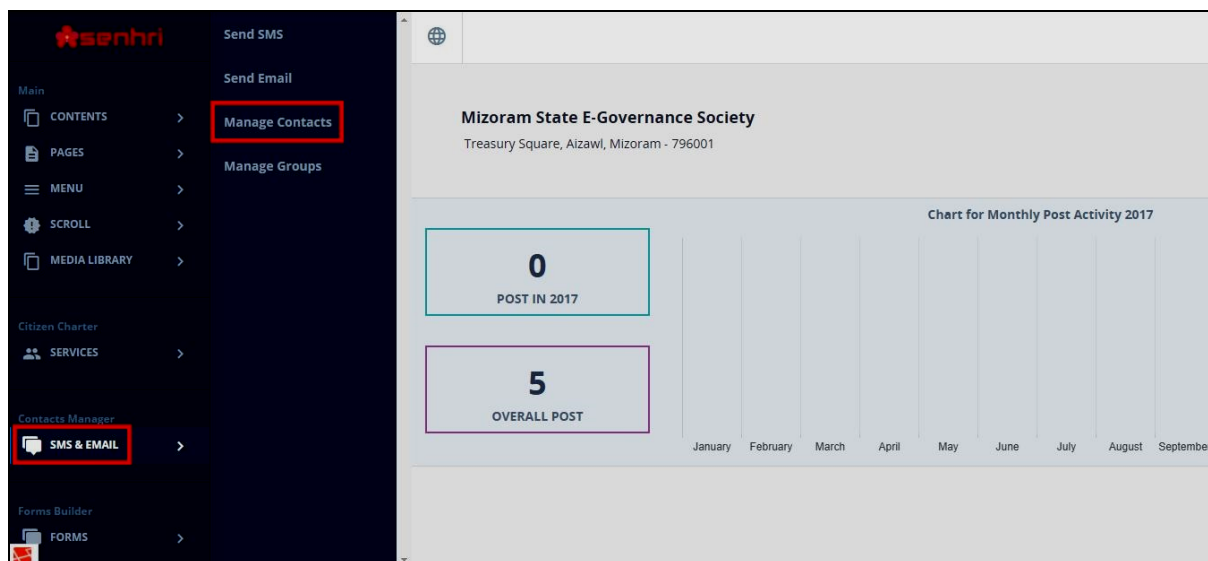 senhri
Main
CONTENTS
PAGES
MENU
SCROLL
MEDIA LIBRARY
Citizen Charter
SERVICES
Contacts Manager
SMS & EMAIL
Forms Builder
FORMS
Send SMS
Send Email
Manage Contacts
Manage Groups
Mizoram State E-Governance Society
Treasury Square, Aizawl, Mizoram - 796001
0
POST IN 2017
5
OVERALL POST
Chart for Monthly Post Activity 2017
January February March April May June July August September